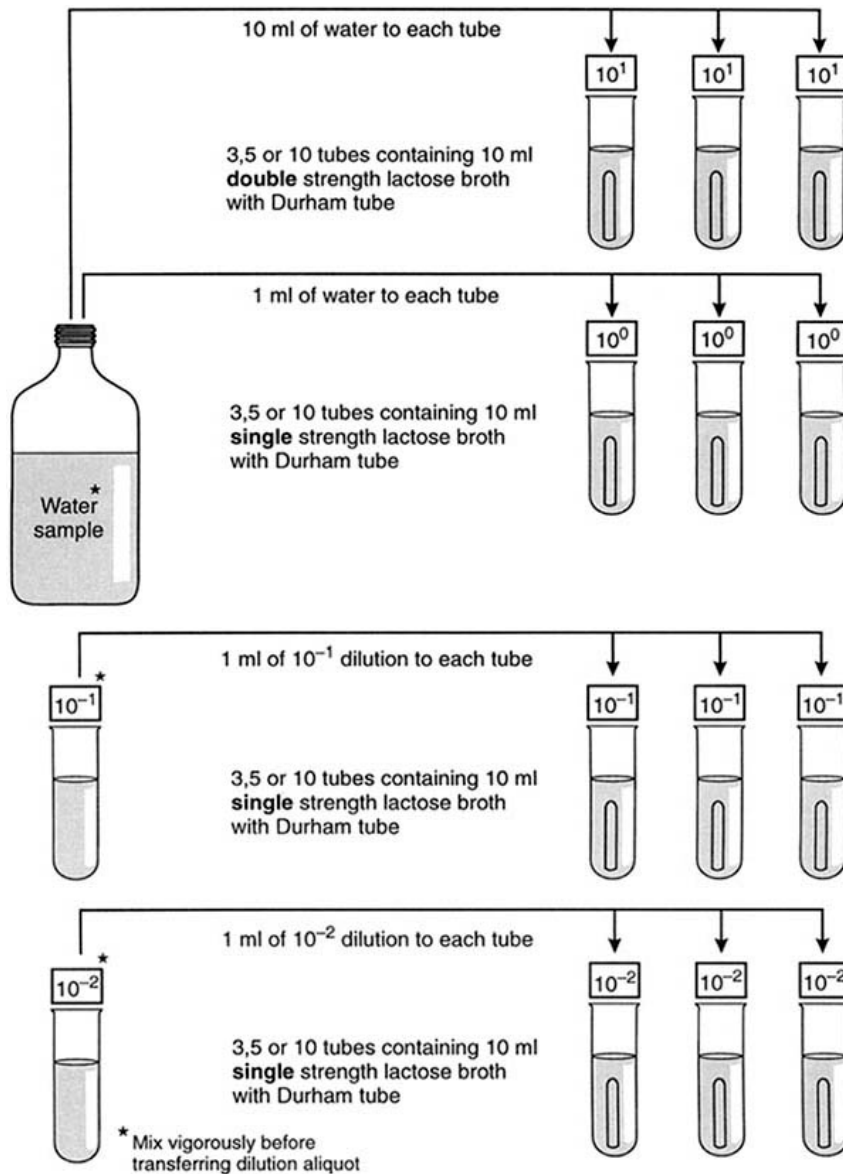 10 ml of water to each tube
10¹ 10¹ 10¹
3,5 or 10 tubes containing 10 ml
double strength lactose broth
with Durham tube
1 ml of water to each tube
10⁰ 10⁰ 10⁰
3,5 or 10 tubes containing 10 ml
single strength lactose broth
with Durham tube
Water ★
sample
1 ml of 10⁻¹ dilution to each tube
10⁻¹ ★ 10⁻¹ 10⁻¹ 10⁻¹
3,5 or 10 tubes containing 10 ml
single strength lactose broth
with Durham tube
1 ml of 10⁻² dilution to each tube
10⁻² ★ 10⁻² 10⁻² 10⁻²
3,5 or 10 tubes containing 10 ml
single strength lactose broth
with Durham tube
★ Mix vigorously before
transferring dilution aliquot